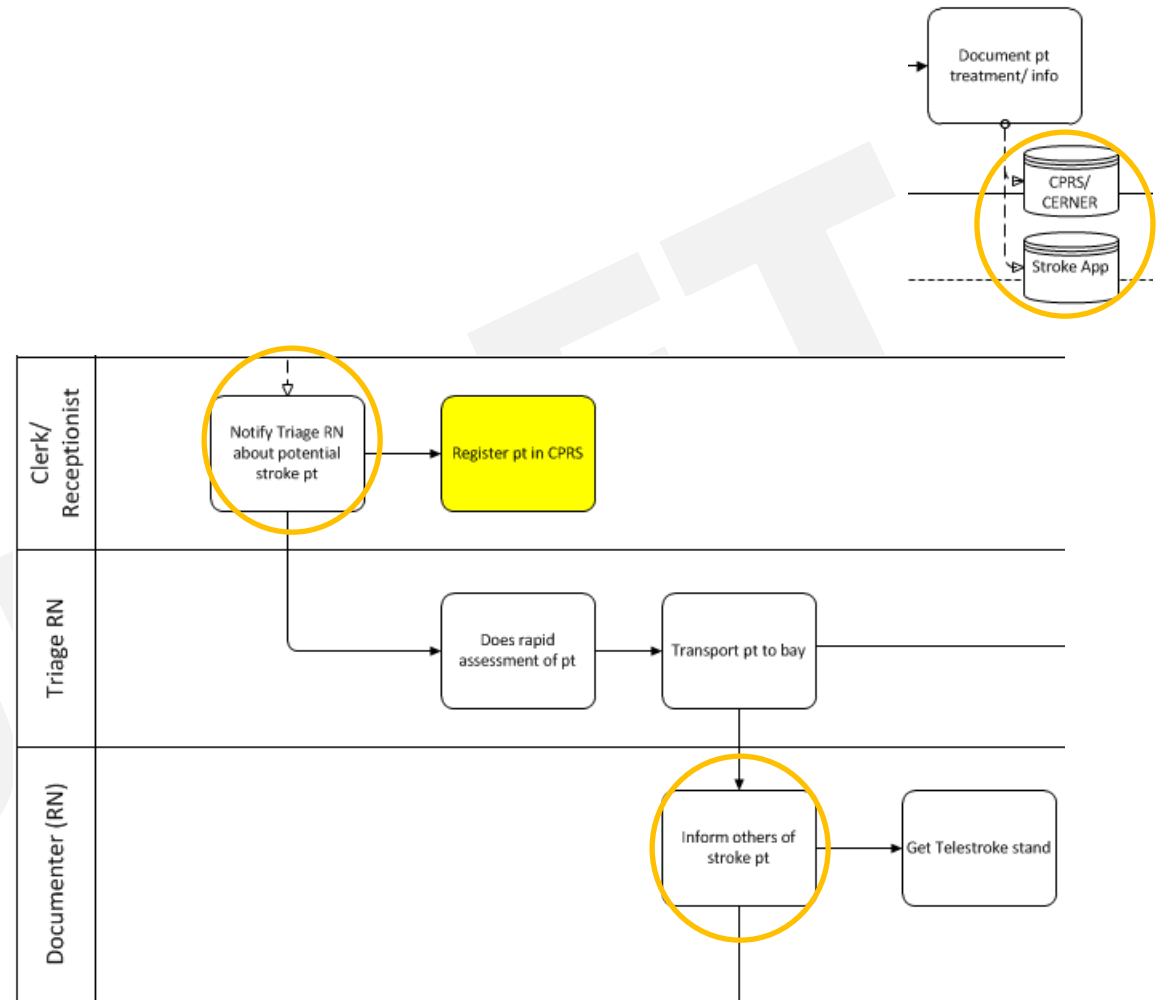 Document pt
treatment/ info
CPRS/
CERNER
Stroke App
Clerk/
Receptionist
Notify Triage RN
about potential
stroke pt
Register pt in CPRS
Triage RN
Does rapid
assessment of pt
Transport pt to bay
Documenter (RN)
Inform others of
stroke pt
Get Telestroke stand